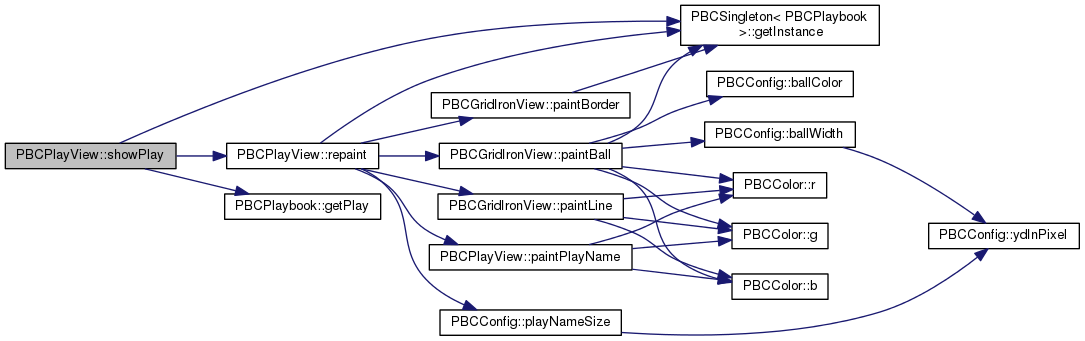 PBCPlayView::showPlay
PBCPlayView::repaint
PBCPlaybook::getPlay
PBCGridIronView::paintBorder
PBCGridIronView::paintBall
PBCGridIronView::paintLine
PBCPlayView::paintPlayName
PBCConfig::playNameSize
PBCSingleton< PBCPlaybook
>::getInstance
PBCConfig::ballColor
PBCConfig::ballWidth
PBCColor::r
PBCColor::g
PBCColor::b
PBCConfig::ydInPixel